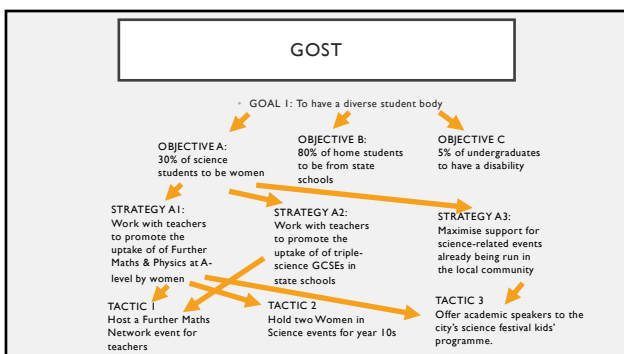 GOST
GOAL 1: To have a diverse student body
OBJECTIVE A:
30% of science
students to be women
OBJECTIVE B:
80% of home students
to be from state
schools
OBJECTIVE C
5% of undergraduates
to have a disability
STRATEGY A1:
Work with teachers
to promote the
uptake of of Further
Maths & Physics at A-
level by women
STRATEGY A2:
Work with teachers
to promote the
uptake of of triple-
science GCSEs in
state schools
STRATEGY A3:
Maximise support for
science-related events
already being run in
the local community
TACTIC 1
Host a Further Maths
Network event for
teachers
TACTIC 2
Hold two Women in
Science events for year 10s
TACTIC 3
Offer academic speakers to the
city's science festival kids'
programme.